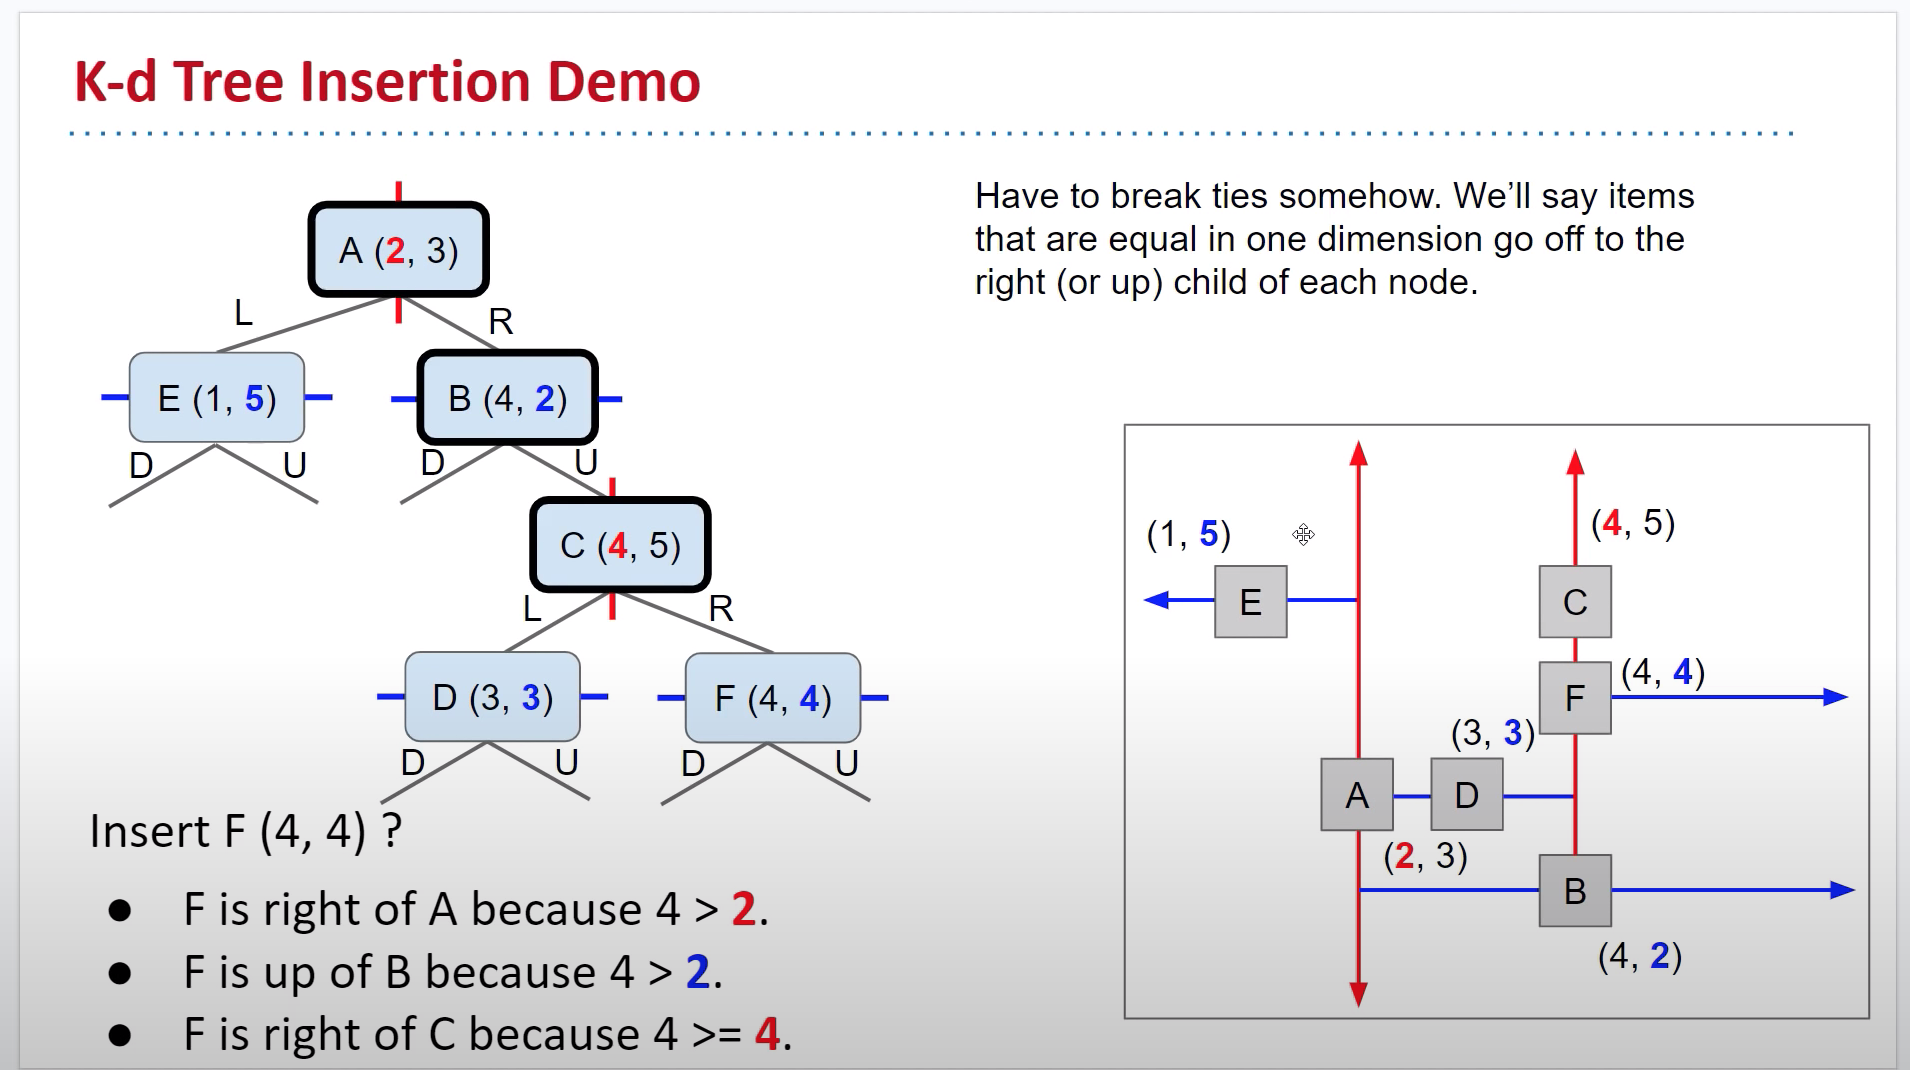 K-d Tree Insertion Demo
Have to break ties somehow. We'll say items
that are equal in one dimension go off to the
right (or up) child of each node.
A (2, 3)
L
R
E (1, 5)
B (4, 2)
D
U
D
U
C (4, 5)
L
R
D (3, 3)
F (4, 4)
D
U
D
U
Insert F (4, 4) ?
● F is right of A because 4 > 2.
● F is up of B because 4 > 2.
● F is right of C because 4 >= 4.
(1, 5)
(4, 5)
E
C
(4, 4)
F
(3, 3)
A
D
(2, 3)
B
(4, 2)